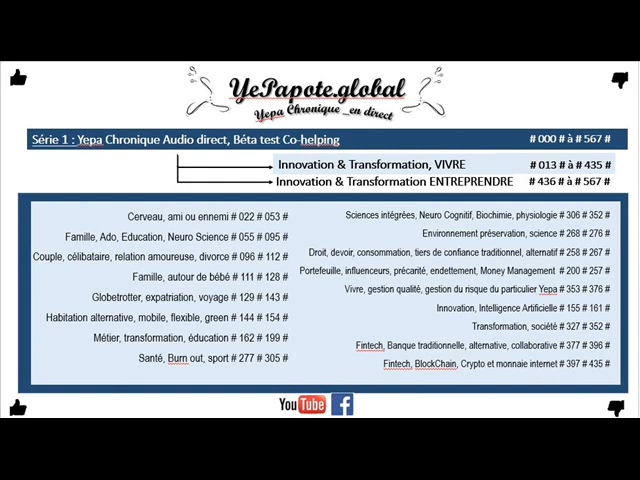 YePapote.global
Yepa Chronique _en direct
Série 1 : Yepa Chronique Audio direct, Béta test Co-helping # 000 # à # 567 #
Innovation & Transformation, VIVRE # 013 # à # 435 #
Innovation & Transformation ENTREPRENDRE # 436 # à # 567 #
Cerveau, ami ou ennemi # 022 # 053 #
Famille, Ado, Education, Neuro Science # 055 # 095 #
Couple, célibataire, relation amoureuse, divorce # 096 # 112 #
Famille, autour de bébé # 111 # 128 #
Globetrotter, expatriation, voyage # 129 # 143 #
Habitation alternative, mobile, flexible, green # 144 # 154 #
Métier, transformation, éducation # 162 # 199 #
Santé, Burn out, sport # 277 # 305 #
Sciences intégrées, Neuro Cognitif, Biochimie, physiologie # 306 # 352 #
Environnement préservation, science # 268 # 276 #
Droit, devoir, consommation, tiers de confiance traditionnel, alternatif # 258 # 267 #
Portefeuille, influenceurs, précarité, endettement, Money Management # 200 # 257 #
Vivre, gestion qualité, gestion du risque du particulier Yepa # 353 # 376 #
Innovation, Intelligence Artificielle # 155 # 161 #
Transformation, société # 327 # 352 #
Fintech, Banque traditionnelle, alternative, collaborative # 377 # 396 #
Fintech, BlockChain, Crypto et monnaie internet # 397 # 435 #
YouTube f